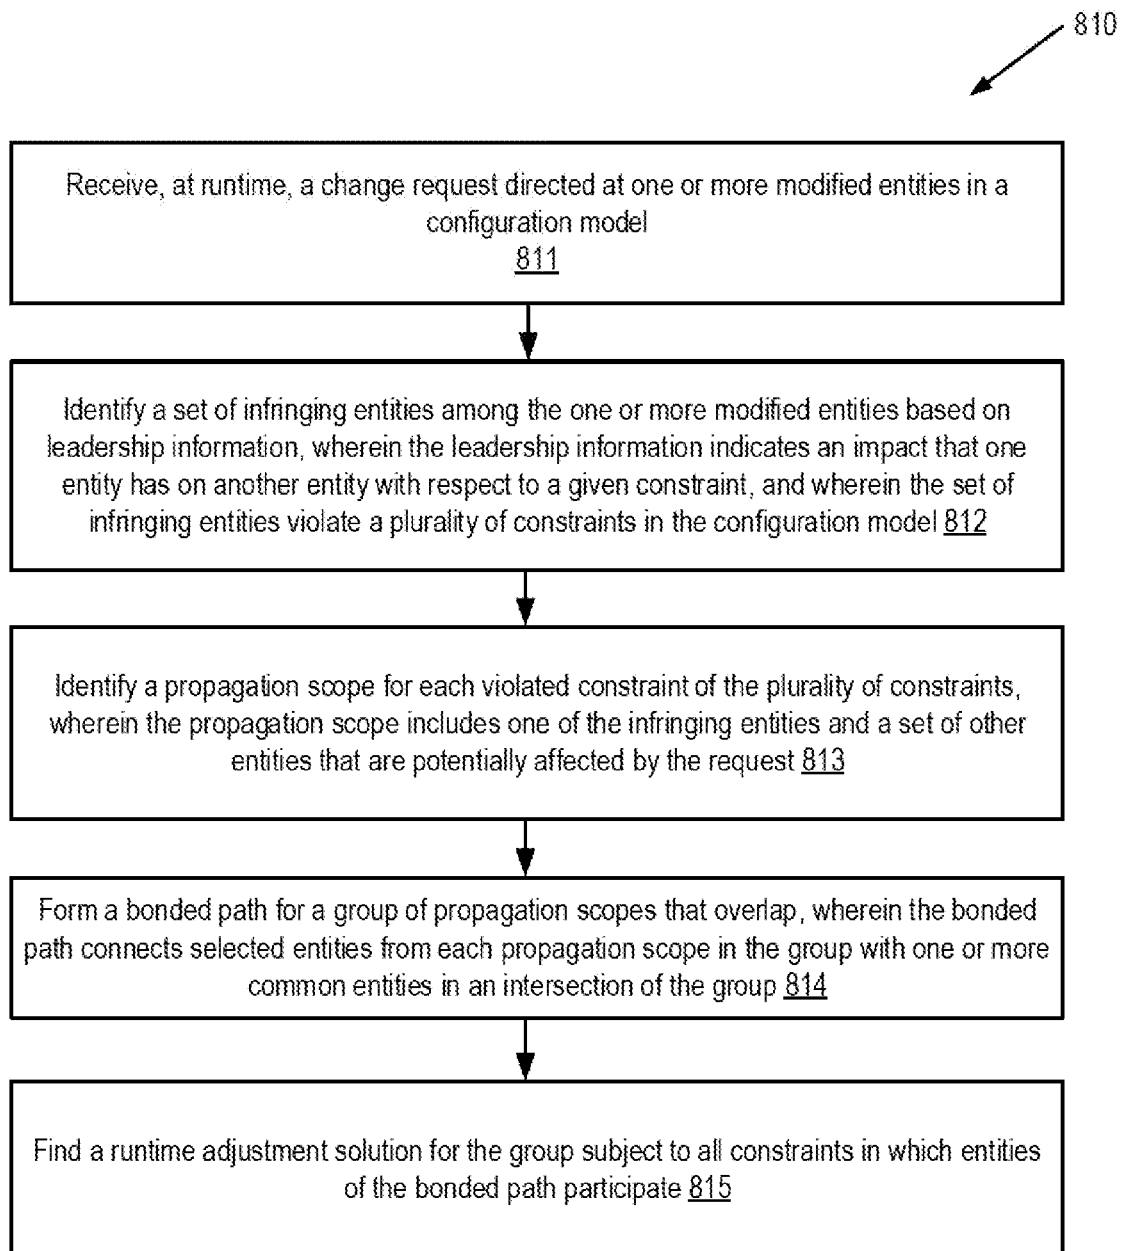 810
Receive, at runtime, a change request directed at one or more modified entities in a
configuration model
811
Identify a set of infringing entities among the one or more modified entities based on
leadership information, wherein the leadership information indicates an impact that one
entity has on another entity with respect to a given constraint, and wherein the set of
infringing entities violate a plurality of constraints in the configuration model 812
Identify a propagation scope for each violated constraint of the plurality of constraints,
wherein the propagation scope includes one of the infringing entities and a set of other
entities that are potentially affected by the request 813
Form a bonded path for a group of propagation scopes that overlap, wherein the bonded
path connects selected entities from each propagation scope in the group with one or more
common entities in an intersection of the group 814
Find a runtime adjustment solution for the group subject to all constraints in which entities
of the bonded path participate 815